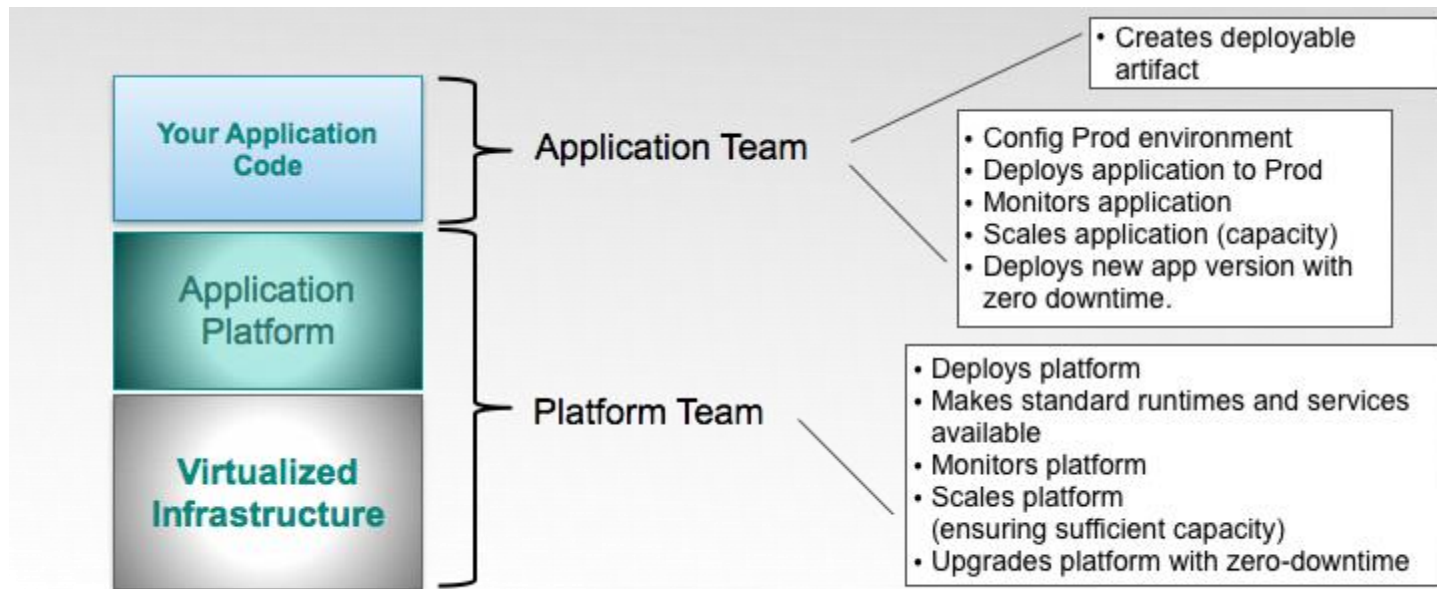 Your Application
Code
Application
Platform
Virtualized
Infrastructure
Application Team
Platform Team
• Creates deployable
artifact
• Config Prod environment
• Deploys application to Prod
• Monitors application
• Scales application (capacity)
• Deploys new app version with
zero downtime.
• Deploys platform
• Makes standard runtimes and services
available
• Monitors platform
• Scales platform
(ensuring sufficient capacity)
• Upgrades platform with zero-downtime